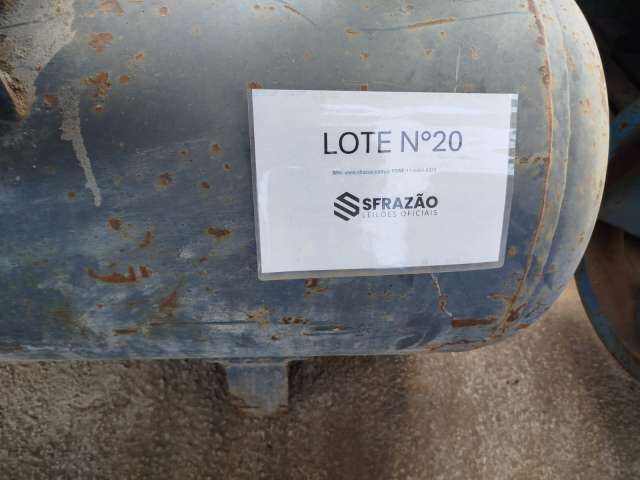 LOTE N°20
SFRAZÃO
LEILÕES OFICIAIS